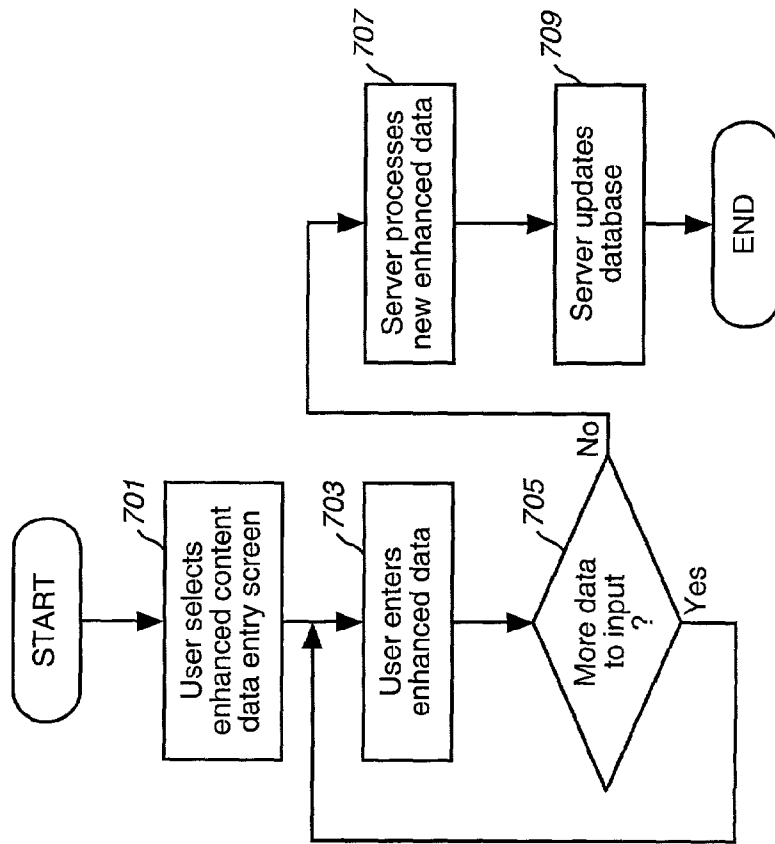 START
701
User selects
enhanced content
data entry screen
703
User enters
enhanced data
705
More data
to input
?
Yes
No
707
Server processes
new enhanced data
709
Server updates
database
END